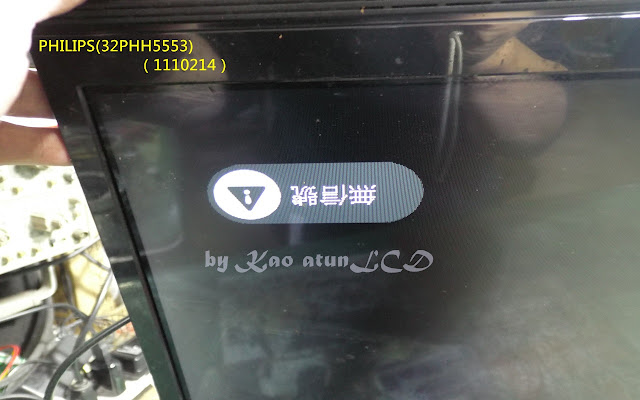 PHILIPS(32PHH5553)
( 1110214 )
無信號
by Kao atunLCD